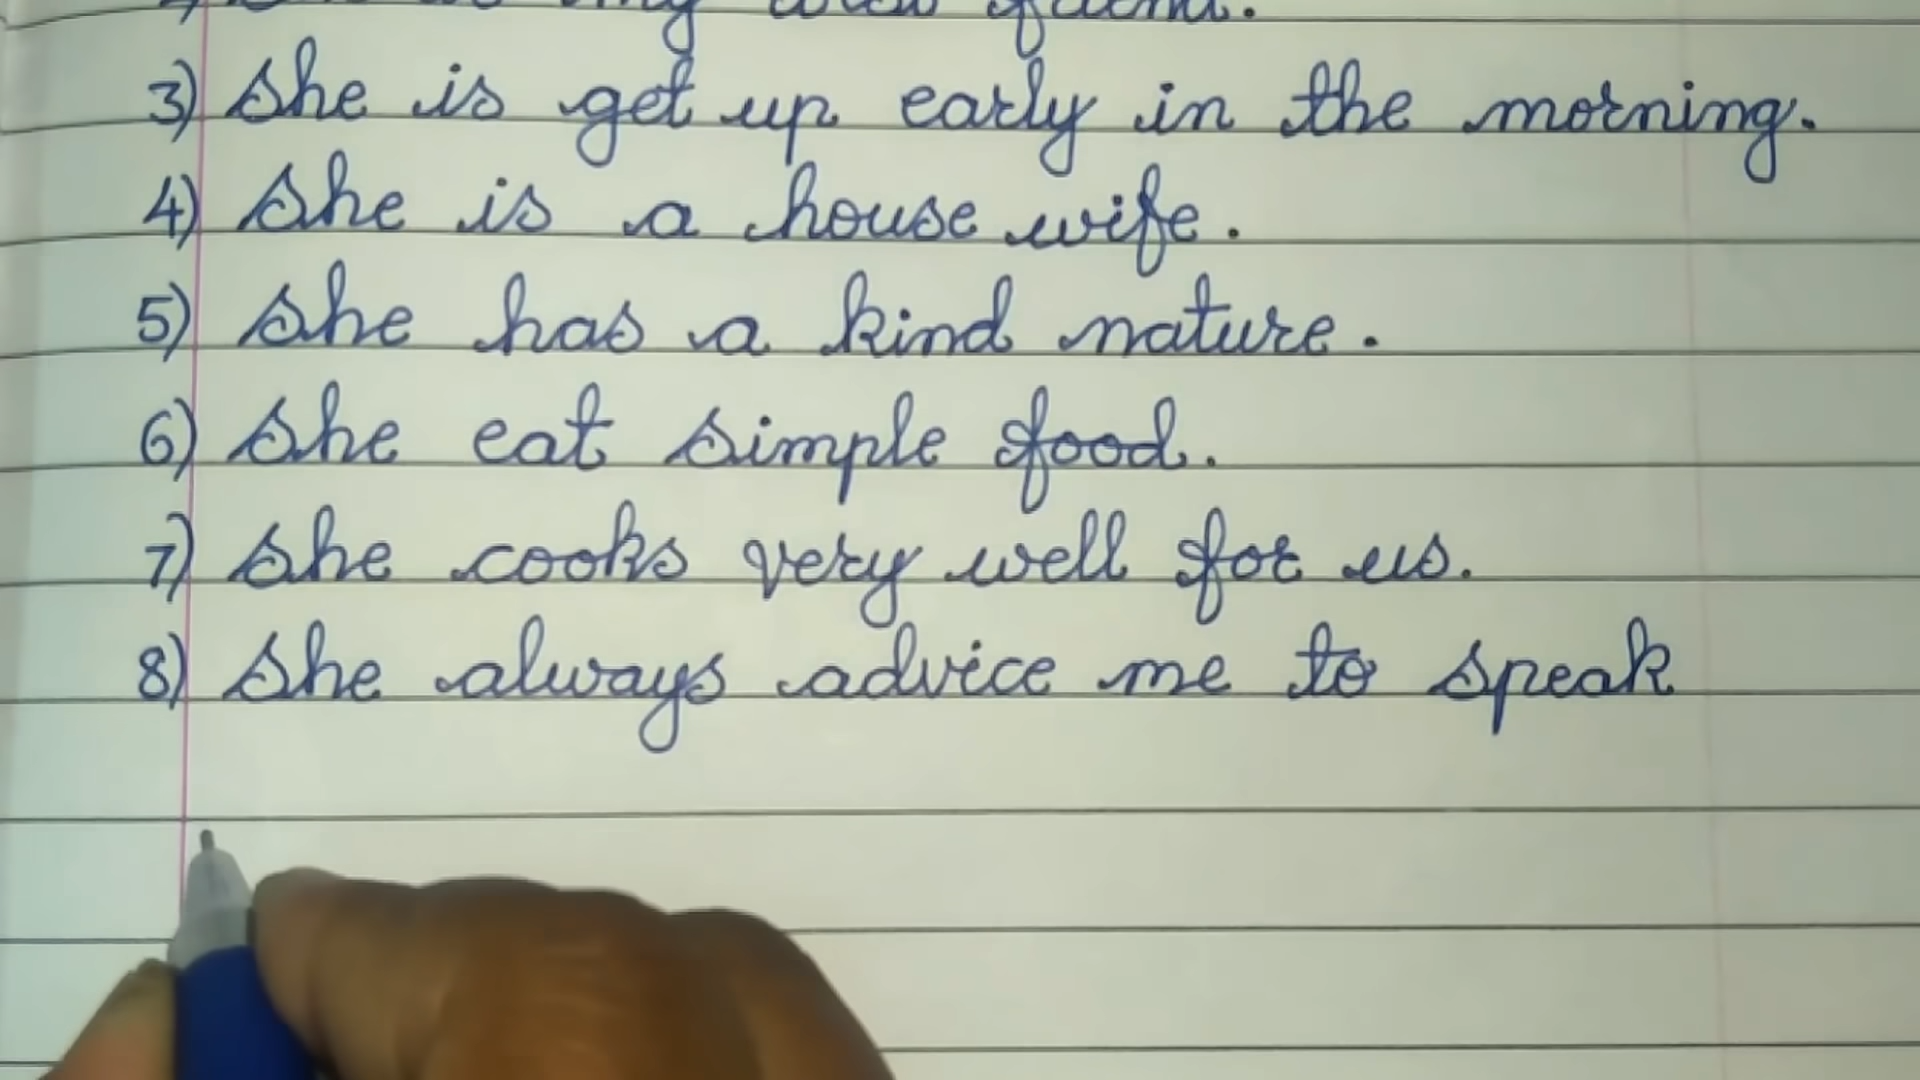 my friend.
3) She is get up early in the morning.
4) She is a house wife.
5) She has a kind nature.
6) She eat simple food.
7) She cooks very well for us.
8) She always advice me to speak